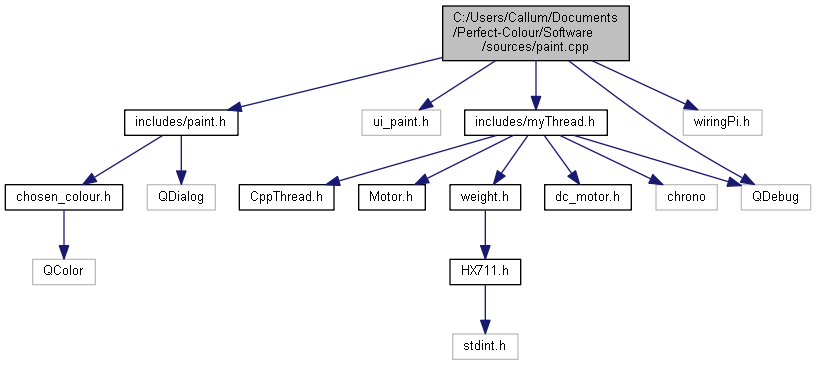 C:/Users/Callum/Documents
/Perfect-Colour/Software
/sources/paint.cpp
includes/paint.h
ui_paint.h
includes/myThread.h
wiringPi.h
chosen_colour.h
QDialog
CppThread.h
Motor.h
weight.h
dc_motor.h
chrono
QDebug
QColor
HX711.h
stdint.h